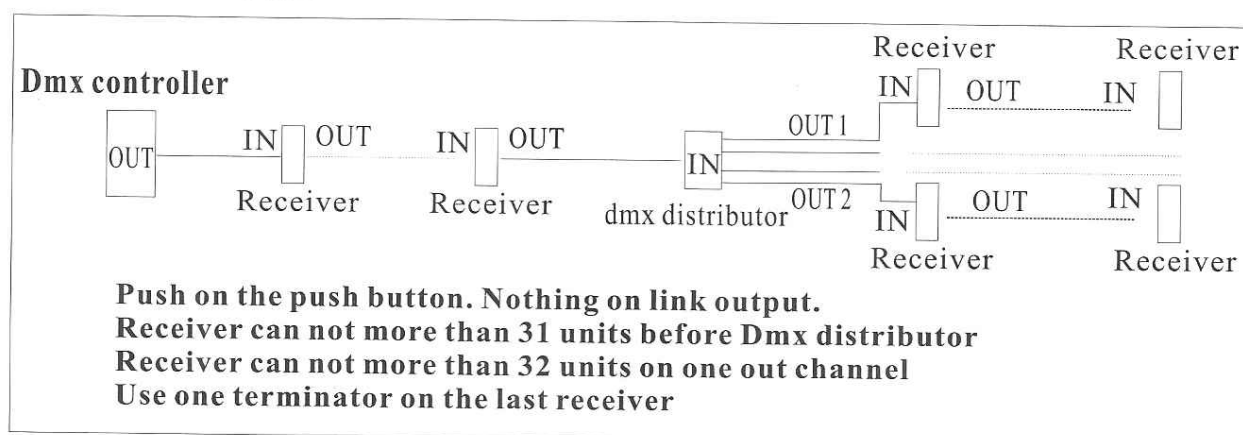 Receiver Receiver
Dmx controller
IN OUT IN
OUT IN OUT IN OUT IN OUT 1
Receiver Receiver dmx distributor OUT 2
IN OUT IN
Receiver Receiver
Push on the push button. Nothing on link output.
Receiver can not more than 31 units before Dmx distributor
Receiver can not more than 32 units on one out channel
Use one terminator on the last receiver